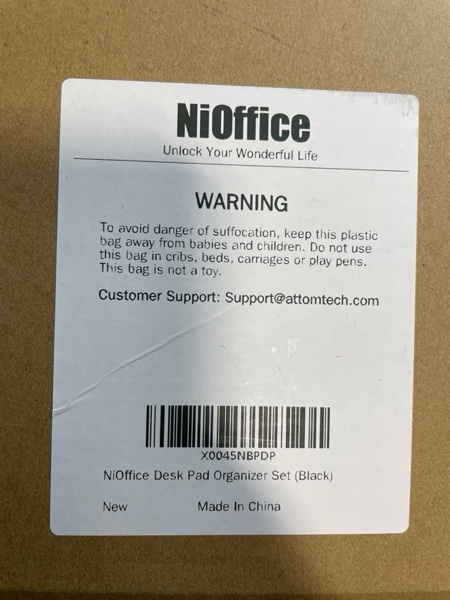 NiOffice
Unlock Your Wonderful Life
WARNING
To avoid danger of suffocation, keep this plastic
bag away from babies and children. Do not use
this bag in cribs, beds, carriages or play pens.
This bag is not a toy.
Customer Support: Support@attomtech.com
X0045NBPDP
NiOffice Desk Pad Organizer Set (Black)
New Made In China